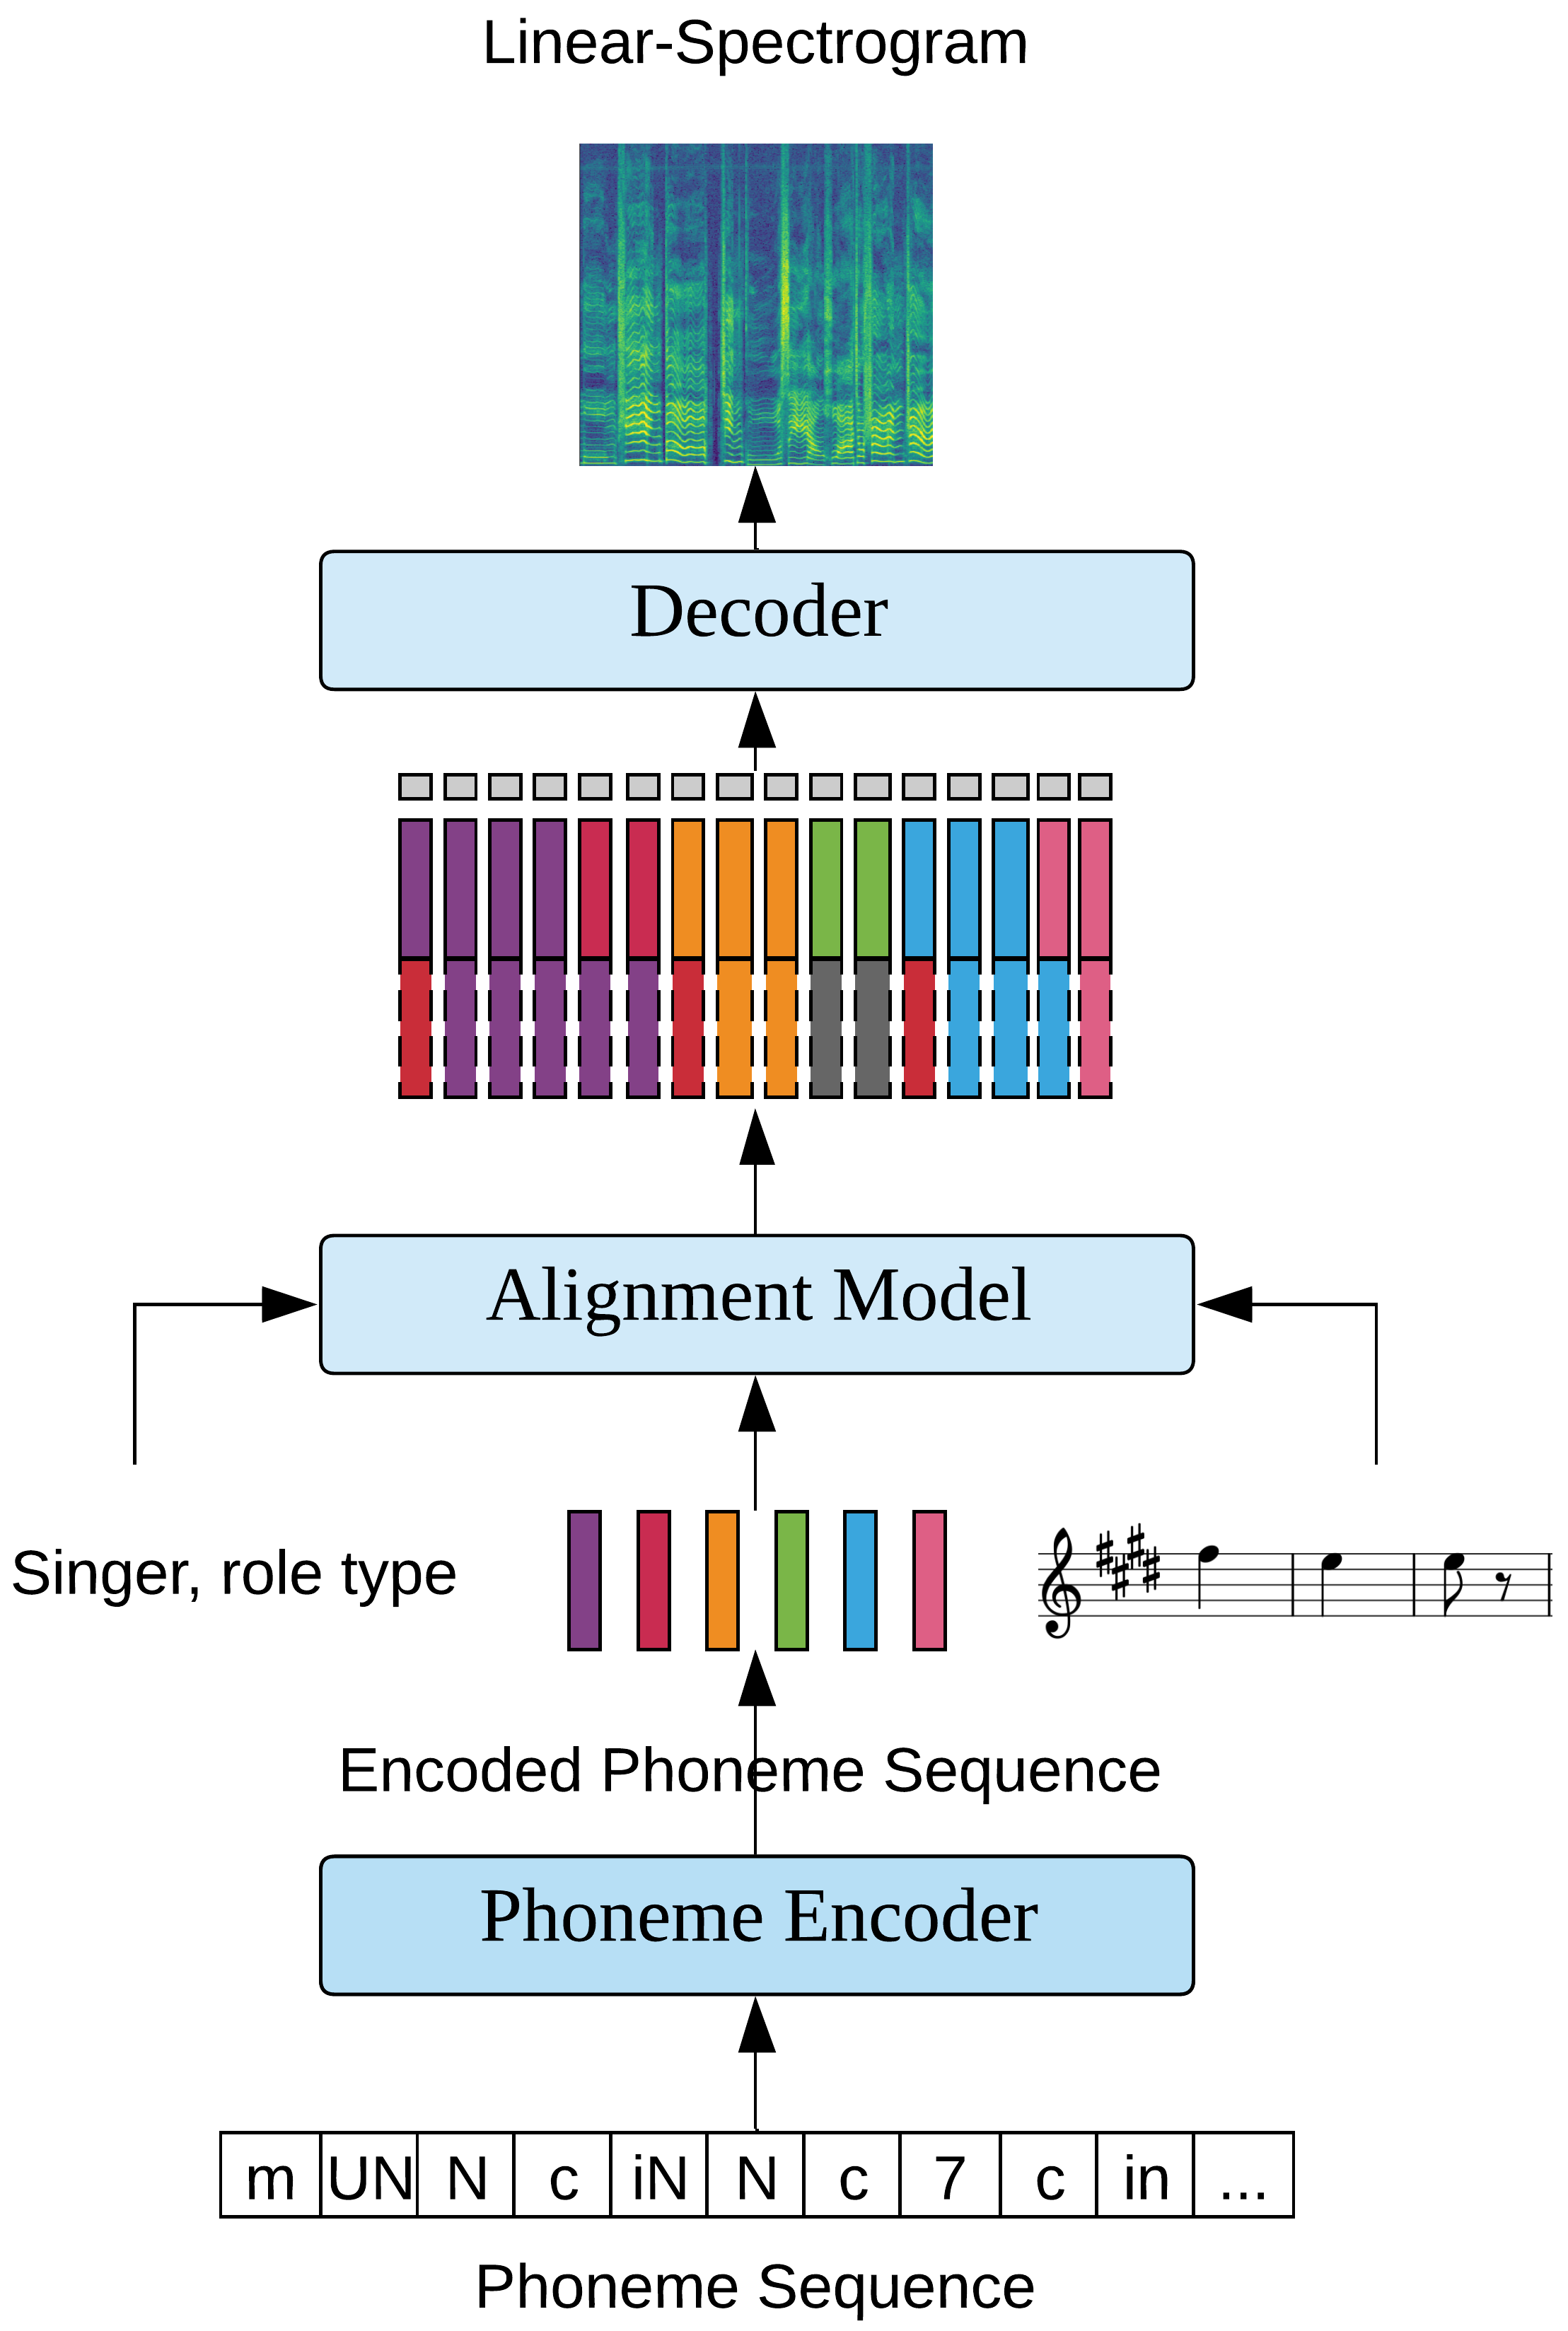 Linear-Spectrogram
Decoder
Alignment Model
Singer, role type
Encoded Phoneme Sequence
Phoneme Encoder
m UN N c iN N c 7 c in ...
Phoneme Sequence